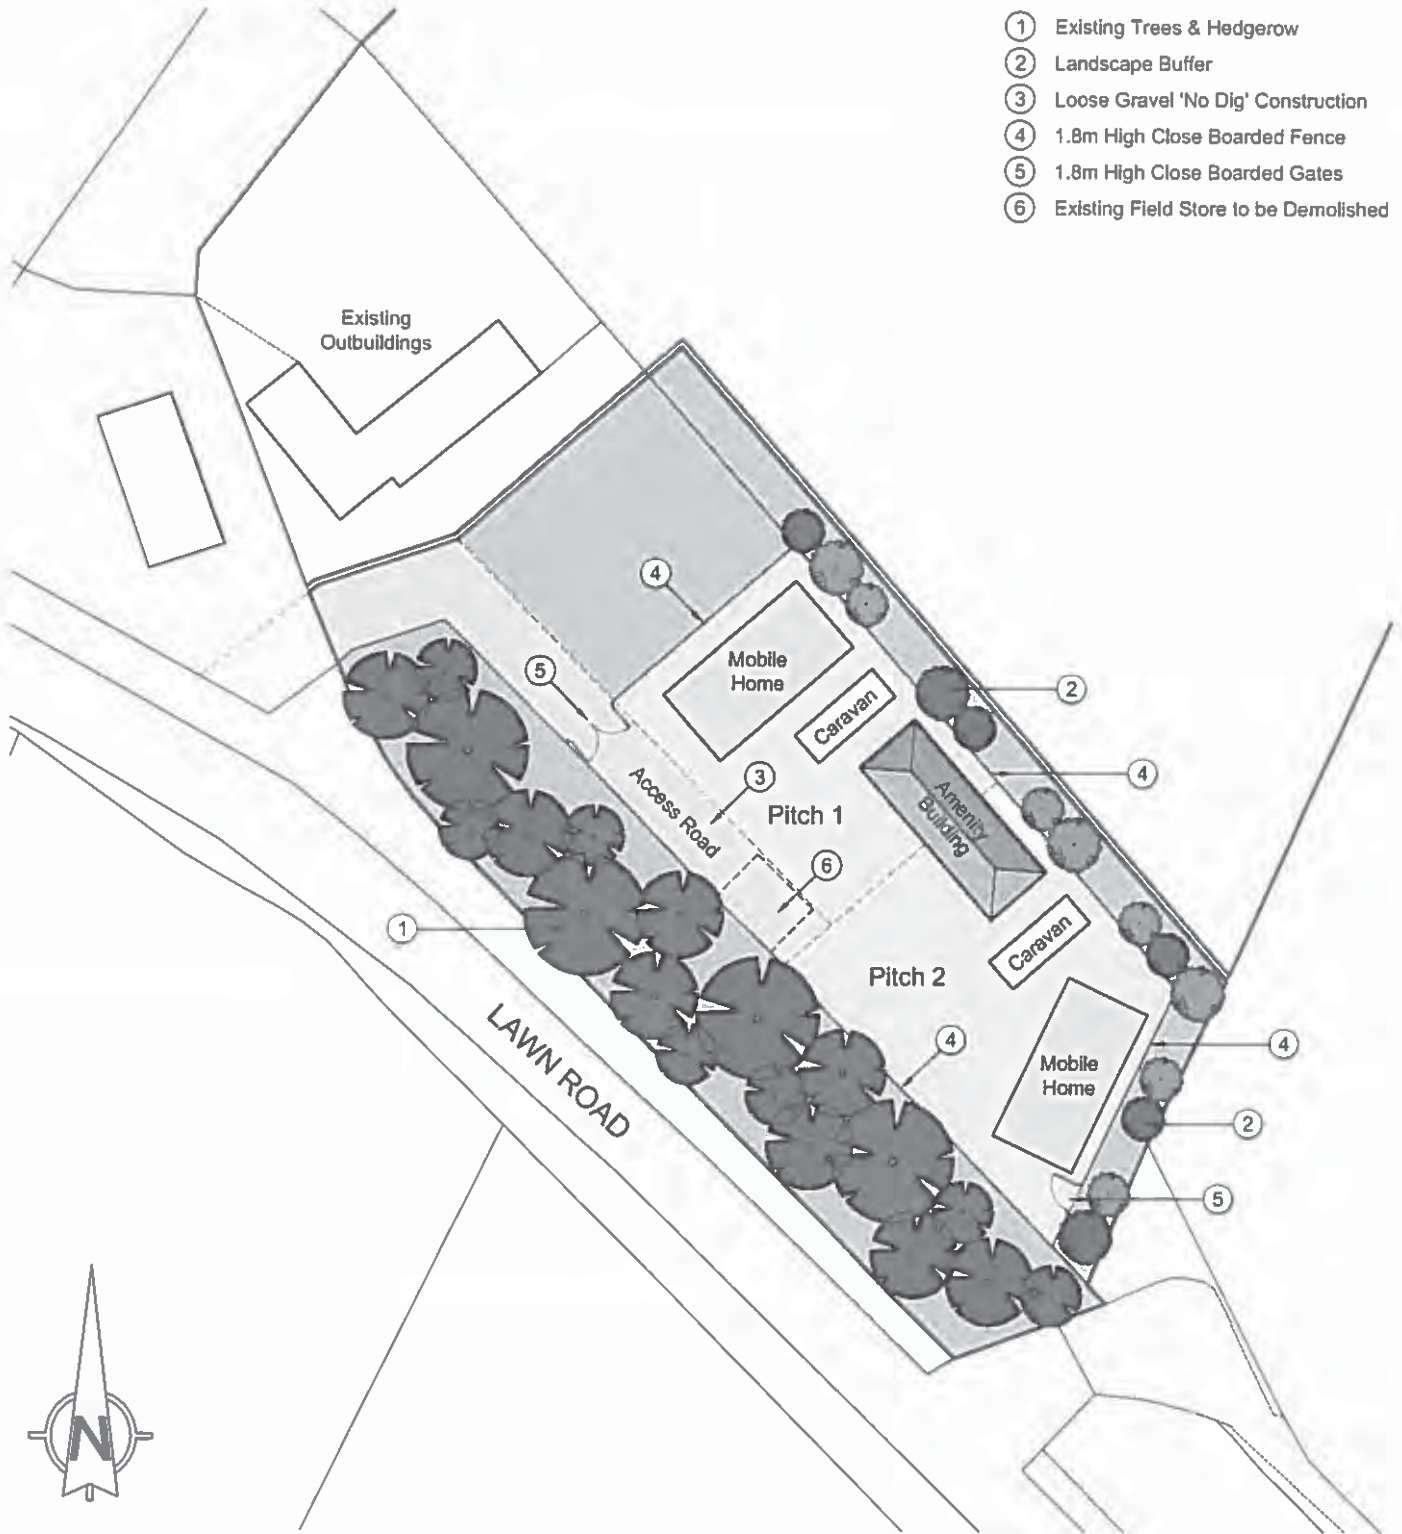 1 Existing Trees & Hedgerow
2 Landscape Buffer
3 Loose Gravel 'No Dig' Construction
4 1.8m High Close Boarded Fence
5 1.8m High Close Boarded Gates
6 Existing Field Store to be Demolished
Existing
Outbuildings
4
Mobile
Home
5
2
Caravan
4
3
Access Road
Pitch 1
Amenity
Building
6
1
Caravan
Pitch 2
LAWN ROAD
4
4
Mobile
Home
2
5
N